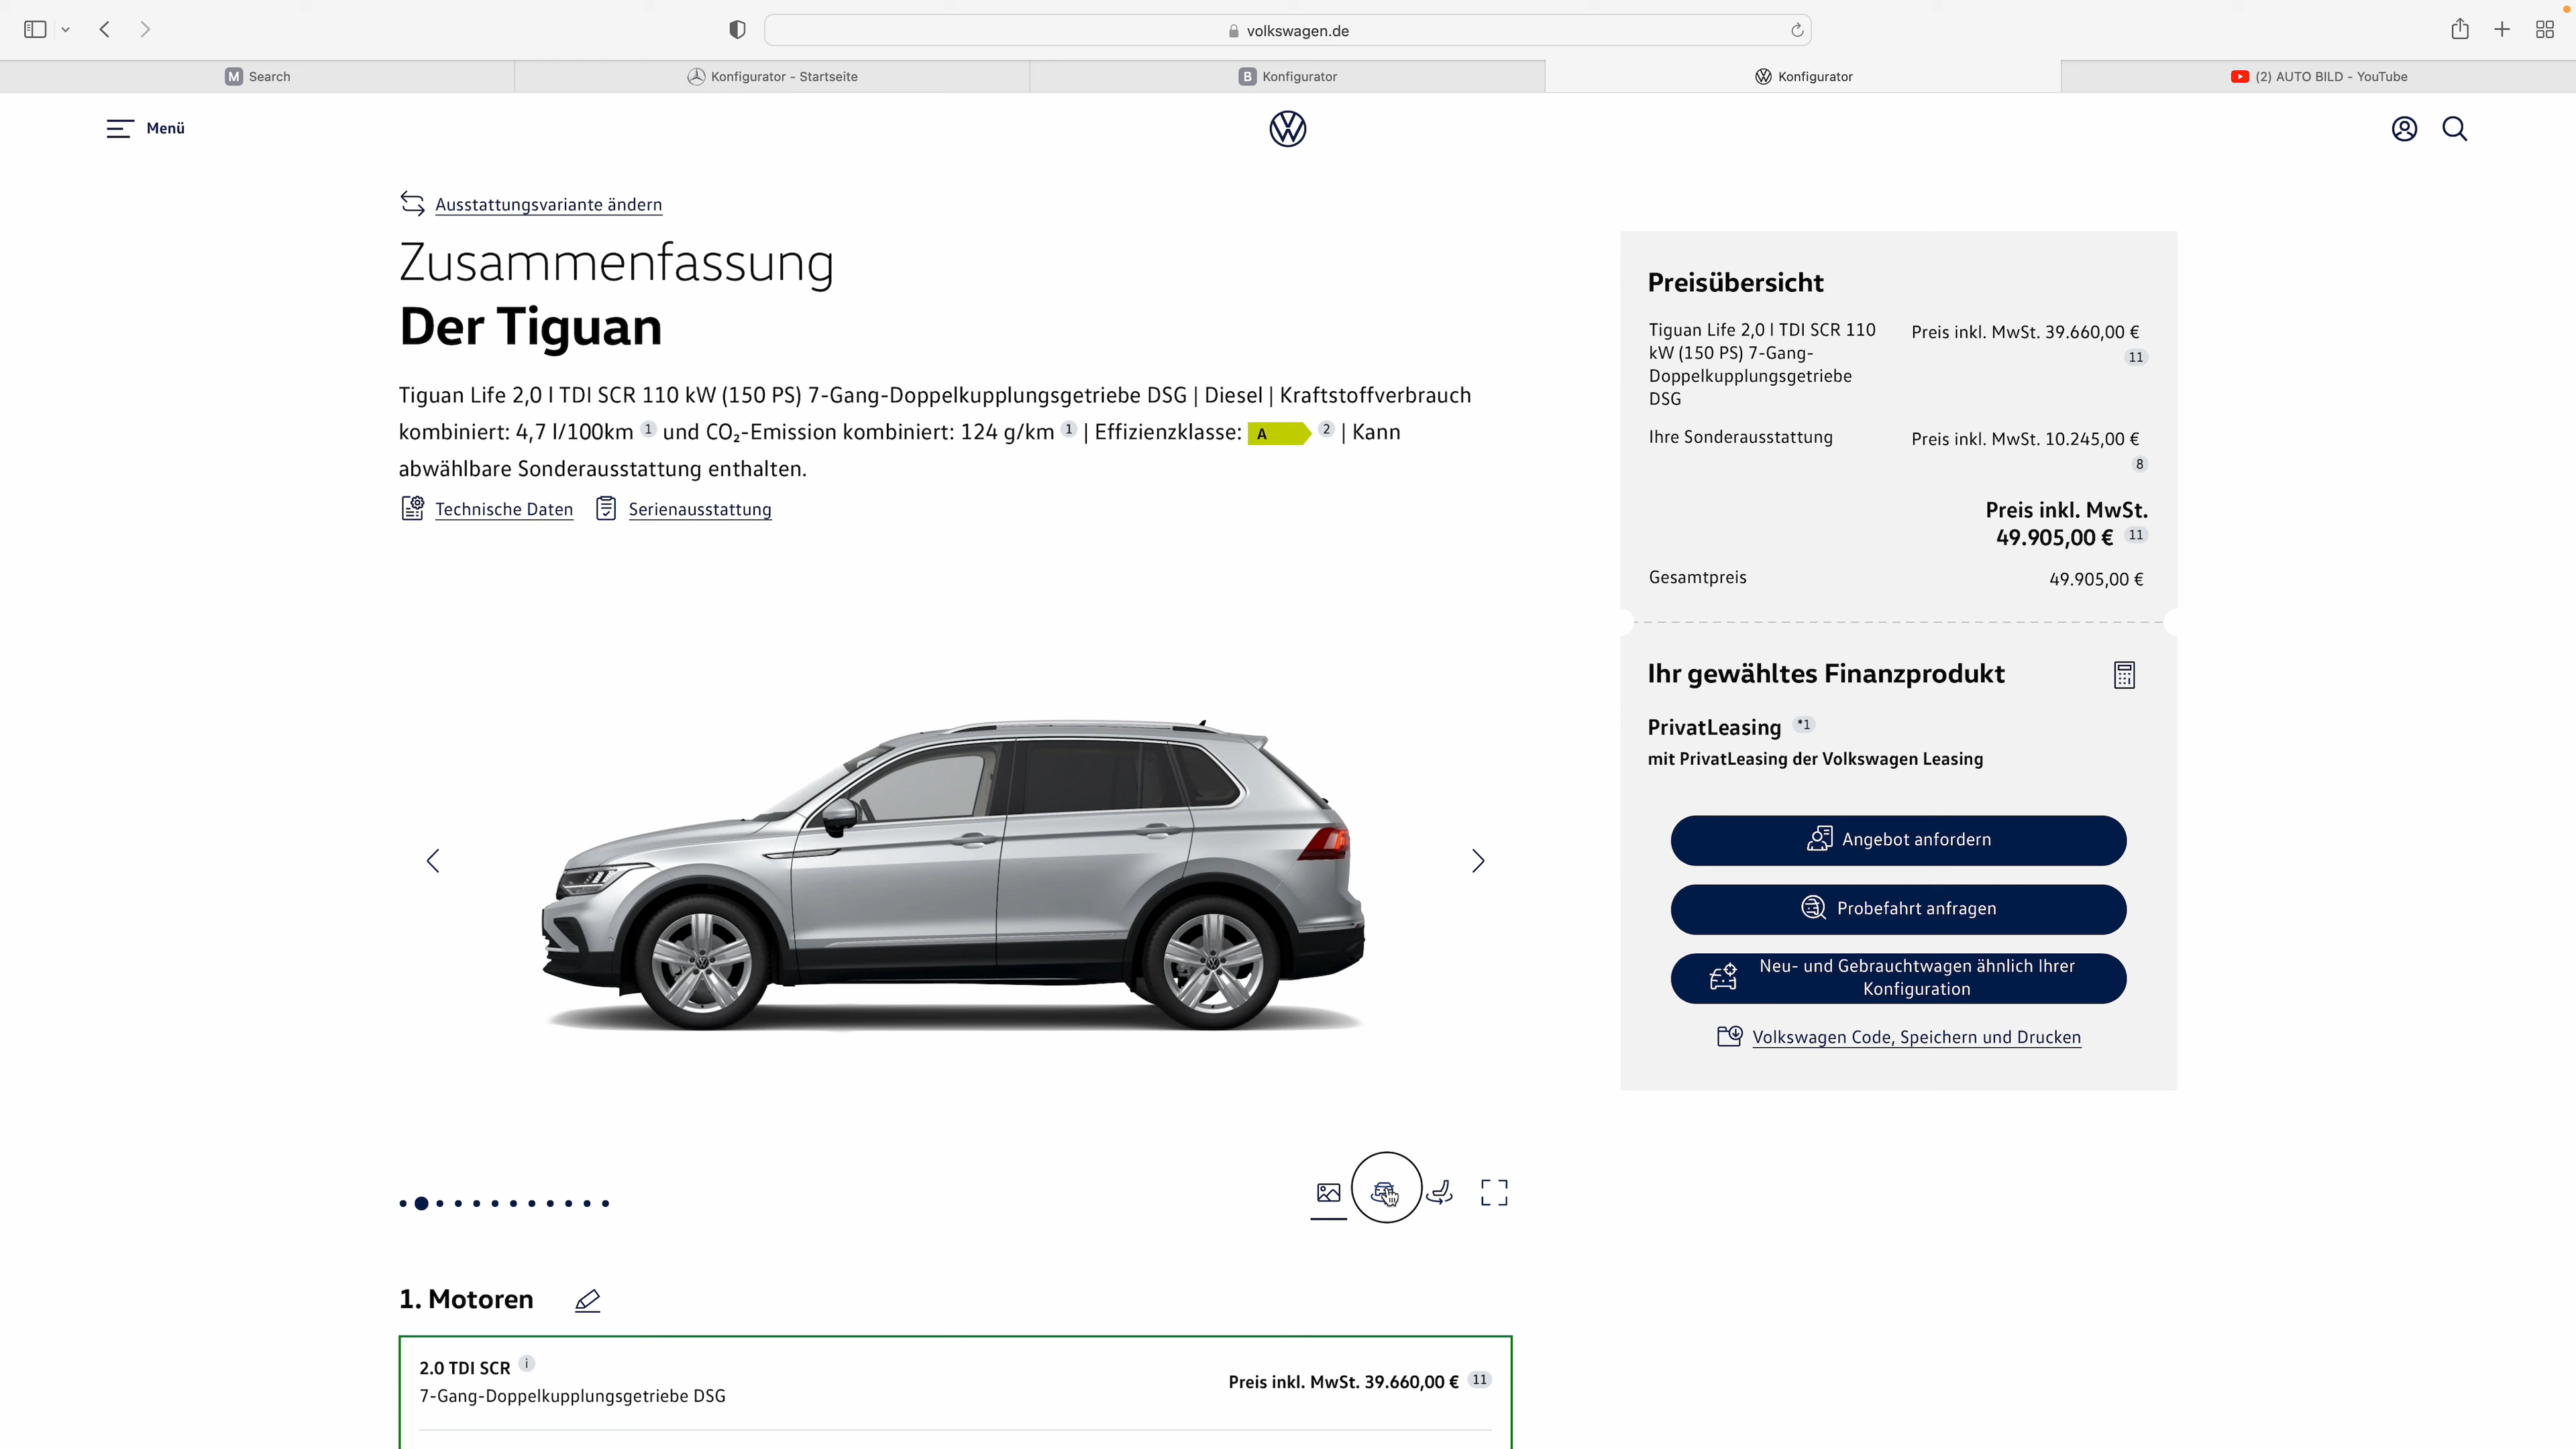 volkswagen.de
M Search
Konfigurator - Startseite
B Konfigurator
Konfigurator
(2) AUTO BILD - YouTube
Menü
Ausstattungsvariante ändern
Zusammenfassung
Der Tiguan
Tiguan Life 2,0 l TDI SCR 110 kW (150 PS) 7-Gang-Doppelkupplungsgetriebe DSG | Diesel | Kraftstoffverbrauch
kombiniert: 4,7 l/100km 1 und CO₂-Emission kombiniert: 124 g/km 1 | Effizienzklasse: A 2 | Kann
abwählbare Sonderausstattung enthalten.
Technische Daten Serienausstattung
Preisübersicht
Tiguan Life 2,0 l TDI SCR 110
kW (150 PS) 7-Gang-
Doppelkupplungsgetriebe
DSG
Preis inkl. MwSt. 39.660,00 €
11
Ihre Sonderausstattung
Preis inkl. MwSt. 10.245,00 €
8
Preis inkl. MwSt.
49.905,00 € 11
Gesamtpreis
49.905,00 €
Ihr gewähltes Finanzprodukt
PrivatLeasing *1
mit PrivatLeasing der Volkswagen Leasing
Angebot anfordern
Probefahrt anfragen
Neu- und Gebrauchtwagen ähnlich Ihrer
Konfiguration
Volkswagen Code, Speichern und Drucken
1. Motoren
2.0 TDI SCR i
7-Gang-Doppelkupplungsgetriebe DSG
Preis inkl. MwSt. 39.660,00 € 11